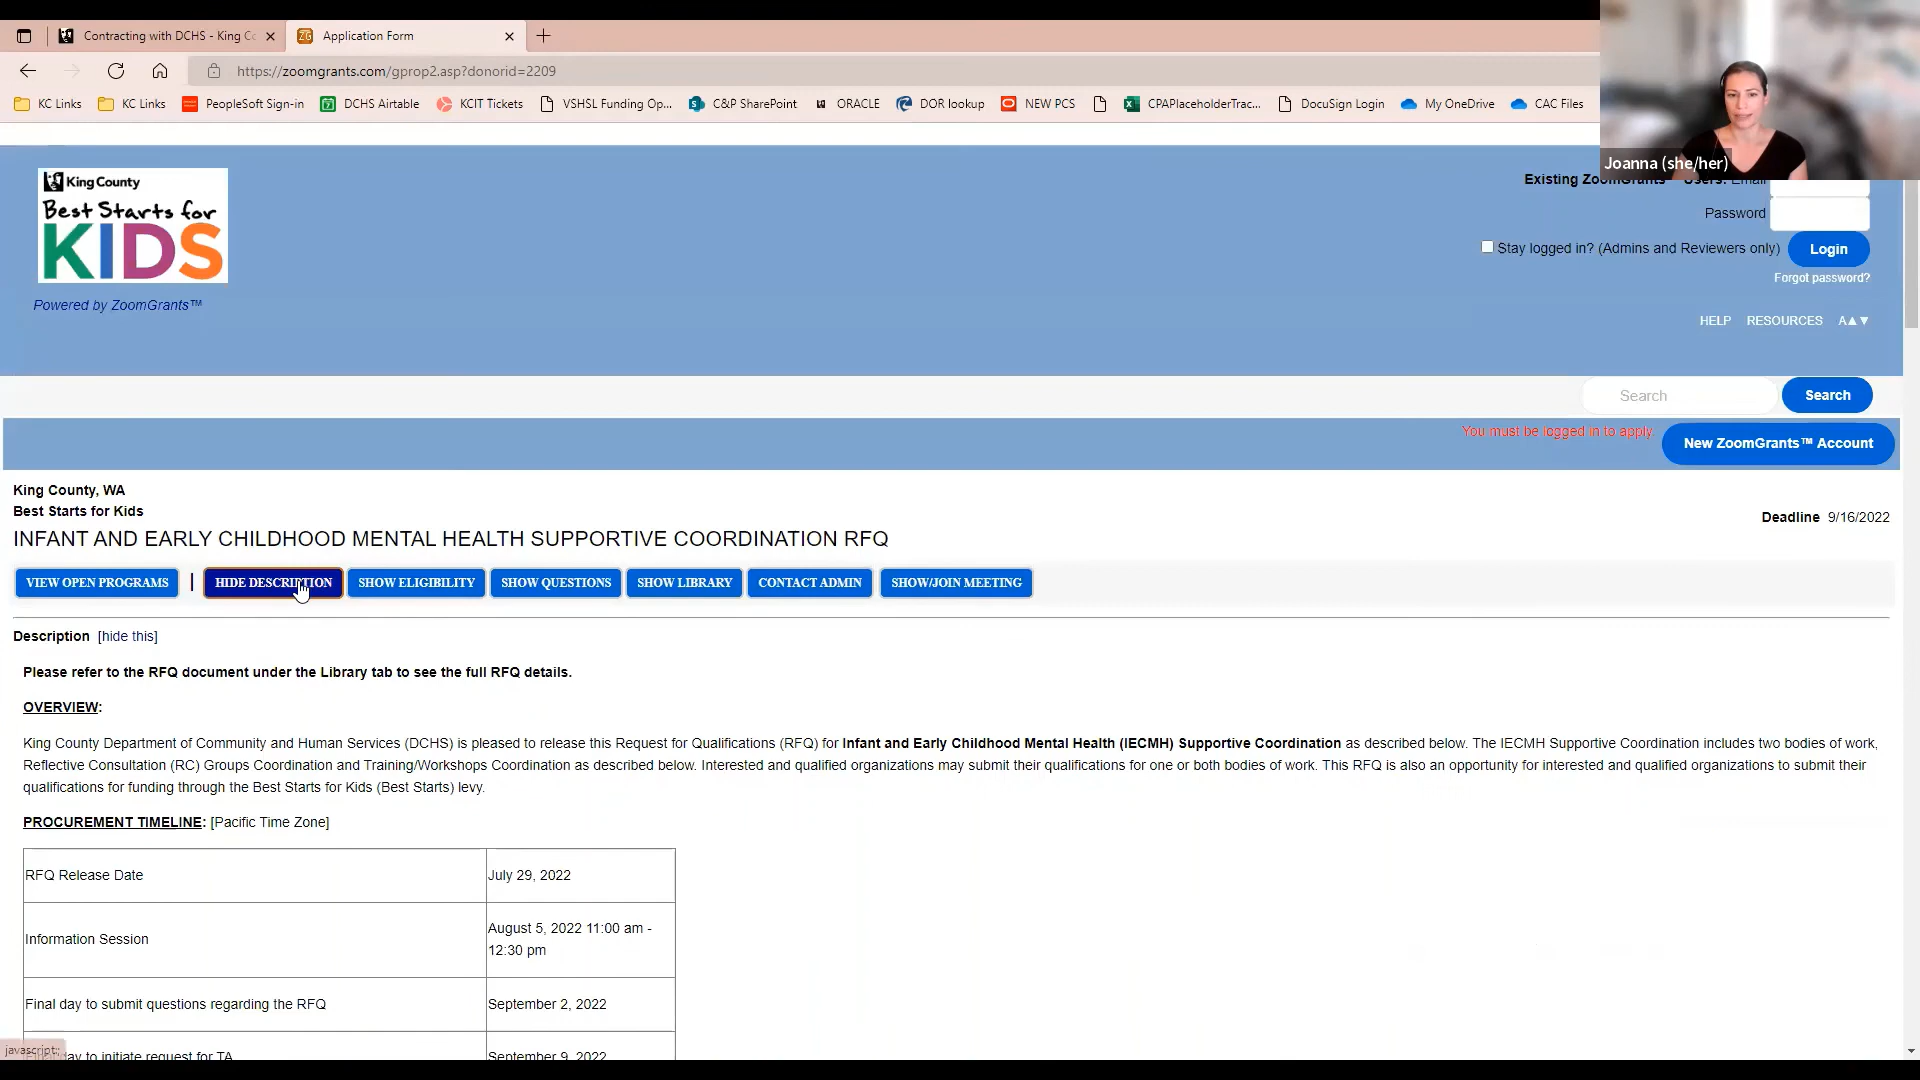 Contracting with DCHS - King Co
Application Form
https://zoomgrants.com/gprop2.asp?donorid=2209
KC Links
KC Links
PeopleSoft Sign-in
DCHS Airtable
KCIT Tickets
VSHSL Funding Op...
C&P SharePoint
ORACLE
DOR lookup
NEW PCS
CPAPlaceholderTrac...
DocuSign Login
My OneDrive
CAC Files
Joanna (she/her)
King County
Best Starts for
KIDS
Powered by ZoomGrants™
Existing ZoomGrants Users: Email
Password
Stay logged in? (Admins and Reviewers only)
Login
Forgot password?
HELP RESOURCES A▲▼
Search
Search
You must be logged in to apply.
New ZoomGrants™ Account
King County, WA
Best Starts for Kids
Deadline 9/16/2022
INFANT AND EARLY CHILDHOOD MENTAL HEALTH SUPPORTIVE COORDINATION RFQ
VIEW OPEN PROGRAMS | HIDE DESCRIPTION SHOW ELIGIBILITY SHOW QUESTIONS SHOW LIBRARY CONTACT ADMIN SHOW/JOIN MEETING
Description [hide this]
Please refer to the RFQ document under the Library tab to see the full RFQ details.
OVERVIEW:
King County Department of Community and Human Services (DCHS) is pleased to release this Request for Qualifications (RFQ) for Infant and Early Childhood Mental Health (IECMH) Supportive Coordination as described below. The IECMH Supportive Coordination includes two bodies of work,
Reflective Consultation (RC) Groups Coordination and Training/Workshops Coordination as described below. Interested and qualified organizations may submit their qualifications for one or both bodies of work. This RFQ is also an opportunity for interested and qualified organizations to submit their
qualifications for funding through the Best Starts for Kids (Best Starts) levy.
PROCUREMENT TIMELINE: [Pacific Time Zone]
RFQ Release Date
July 29, 2022
Information Session
August 5, 2022 11:00 am -
12:30 pm
Final day to submit questions regarding the RFQ
September 2, 2022
javascript:
day to initiate request for TA
September 9, 2022